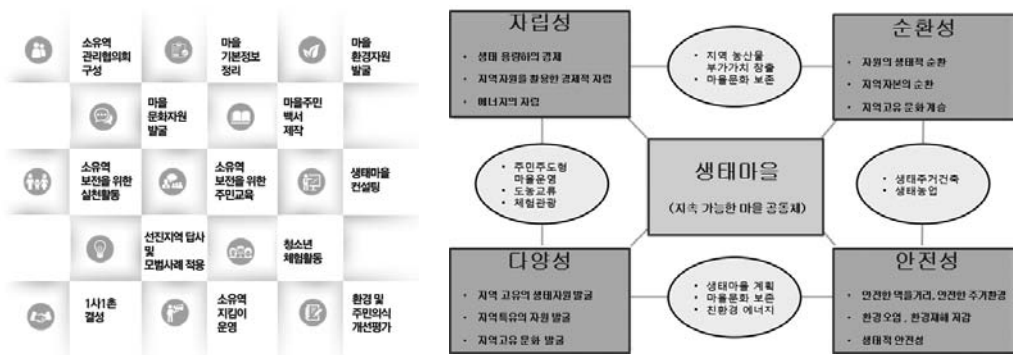 소유역
관리협의회
구성
마을
기본정보
정리
마을
환경자원
발굴
마을
문화자원
발굴
마을주민
백서
제작
소유역
보전을 위한
실천활동
소유역
보전을 위한
주민교육
생태마을
컨설팅
선진지역 답사
및
모범사례 적용
청소년
체험활동
1사1촌
결성
소유역
지킴이
운영
환경 및
주민의식
개선평가
자립성
• 생태 용량하의 경제
• 지역자원을 활용한 경제적 자립
• 에너지의 자립
• 지역 농산물
부가가치 창출
• 마을문화 보존
순환성
• 자원의 생태적 순환
• 지역자본의 순환
• 지역고유 문화 계승
• 주민주도형
마을운영
• 도농교류
• 체험관광
생태마을
(지속 가능한 마을 공동체)
• 생태주거건축
• 생태농업
다양성
• 지역 고유의 생태자원 발굴
• 지역특유의 자원 발굴
• 지역고유 문화 발굴
• 생태마을 계획
• 마을문화 보존
• 친환경 에너지
안전성
• 안전한 먹을거리, 안전한 주거환경
• 환경오염, 환경재해 저감
• 생태적 안전성